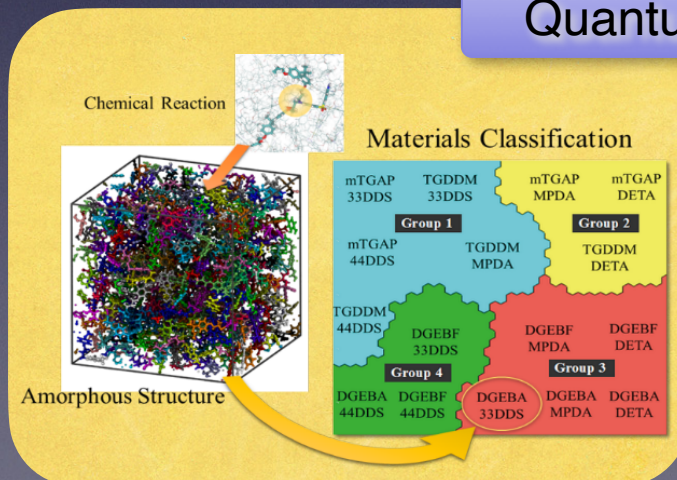 Quantu
Chemical Reaction
Materials Classification
mTGAP
33DDS
TGDDM
33DDS
mTGAP
MPDA
mTGAP
DETA
Group 1
Group 2
mTGAP
44DDS
TGDDM
MPDA
TGDDM
DETA
TGDDM
44DDS
DGEBF
33DDS
DGEBF
MPDA
DGEBF
DETA
Group 4
Group 3
DGEBA
44DDS
DGEBF
44DDS
DGEBA
33DDS
DGEBA
MPDA
DGEBA
DETA
Amorphous Structure